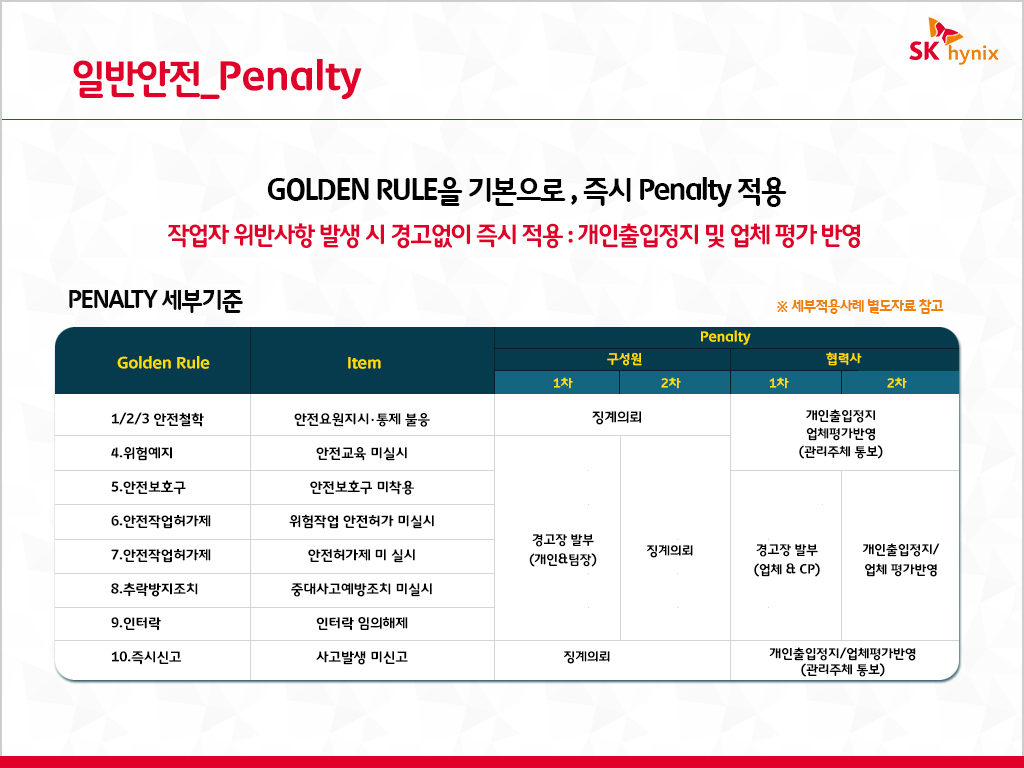 SK hynix
일반안전_Penalty
GOLDEN RULE을 기본으로 , 즉시 Penalty 적용
작업자 위반사항 발생 시 경고없이 즉시 적용 : 개인출입정지 및 업체 평가 반영
PENALTY 세부기준
※ 세부적용사례 별도자료 참고
Golden Rule Item Penalty
구성원 협력사
1차 2차 1차 2차
1/2/3 안전철학 안전요원지시·통제 불응 징계의뢰 개인출입정지
업체평가반영
(관리주체 통보)
4.위험예지 안전교육 미실시
5.안전보호구 안전보호구 미착용
6.안전작업허가제 위험작업 안전허가 미실시
7.안전작업허가제 안전허가제 미 실시
경고장 발부
(개인&팀장)
징계의뢰
경고장 발부
(업체 & CP)
개인출입정지/
업체 평가반영
8.추락방지조치 중대사고예방조치 미실시
9.인터락 인터락 임의해제
10.즉시신고 사고발생 미신고 징계의뢰 개인출입정지/업체평가반영
(관리주체 통보)